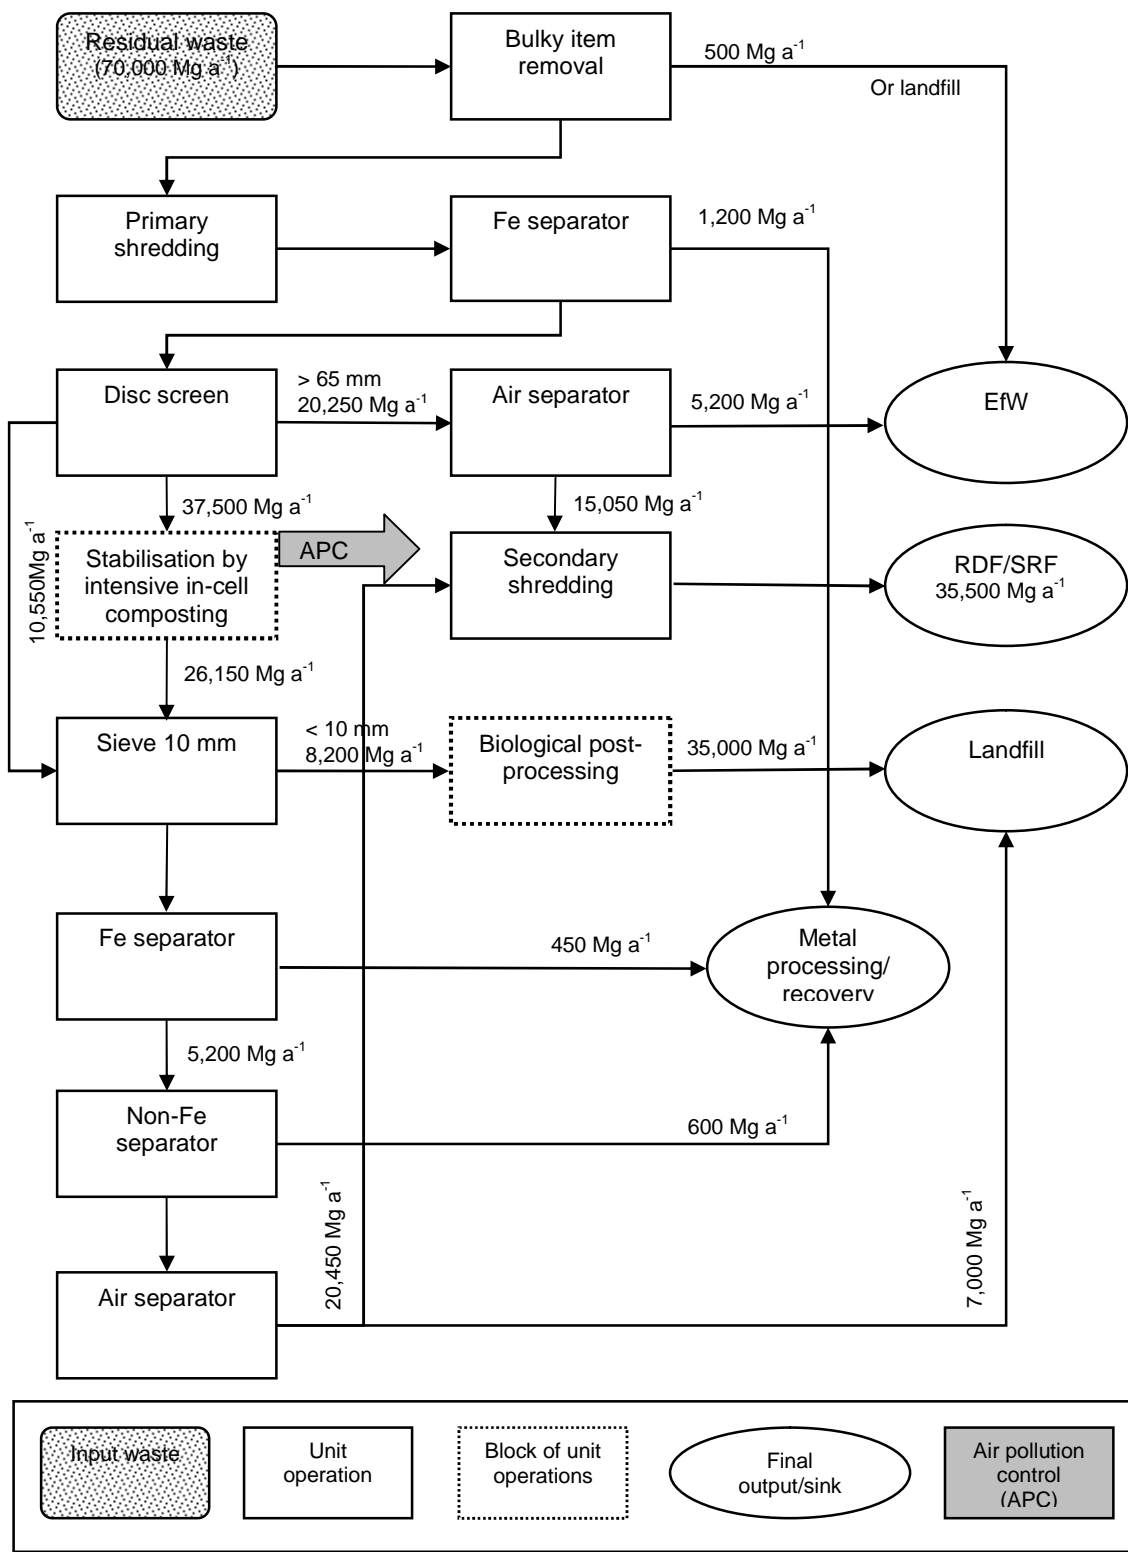 Residual waste
(70,000 Mg a⁻¹)
Bulky item
removal
500 Mg a⁻¹
Or landfill
Primary
shredding
Fe separator
1,200 Mg a⁻¹
Disc screen
> 65 mm
20,250 Mg a⁻¹
Air separator
5,200 Mg a⁻¹
EfW
37,500 Mg a⁻¹
15,050 Mg a⁻¹
10,550Mg a⁻¹
Stabilisation by
intensive in-cell
composting
APC
Secondary
shredding
RDF/SRF
35,500 Mg a⁻¹
26,150 Mg a⁻¹
Sieve 10 mm
< 10 mm
8,200 Mg a⁻¹
Biological post-
processing
35,000 Mg a⁻¹
Landfill
Fe separator
450 Mg a⁻¹
Metal
processing/
recovery
5,200 Mg a⁻¹
Non-Fe
separator
600 Mg a⁻¹
20,450 Mg a⁻¹
7,000 Mg a⁻¹
Air separator
Input waste
Unit
operation
Block of unit
operations
Final
output/sink
Air pollution
control
(APC)